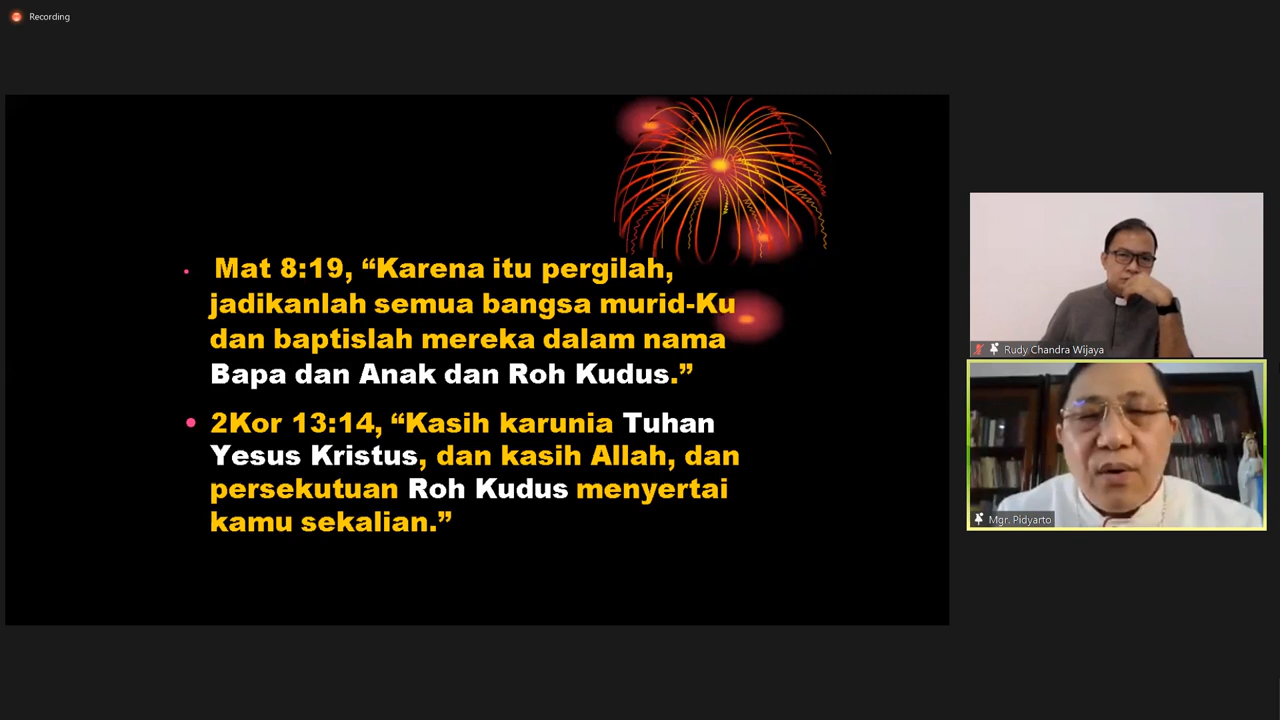 Recording
Mat 8:19, “Karena itu pergilah,
jadikanlah semua bangsa murid-Ku
dan baptislah mereka dalam nama
Bapa dan Anak dan Roh Kudus.”
2Kor 13:14, “Kasih karunia Tuhan
Yesus Kristus, dan kasih Allah, dan
persekutuan Roh Kudus menyertai
kamu sekalian.”
Rudy Chandra Wijaya
Mgr. Pidyarto